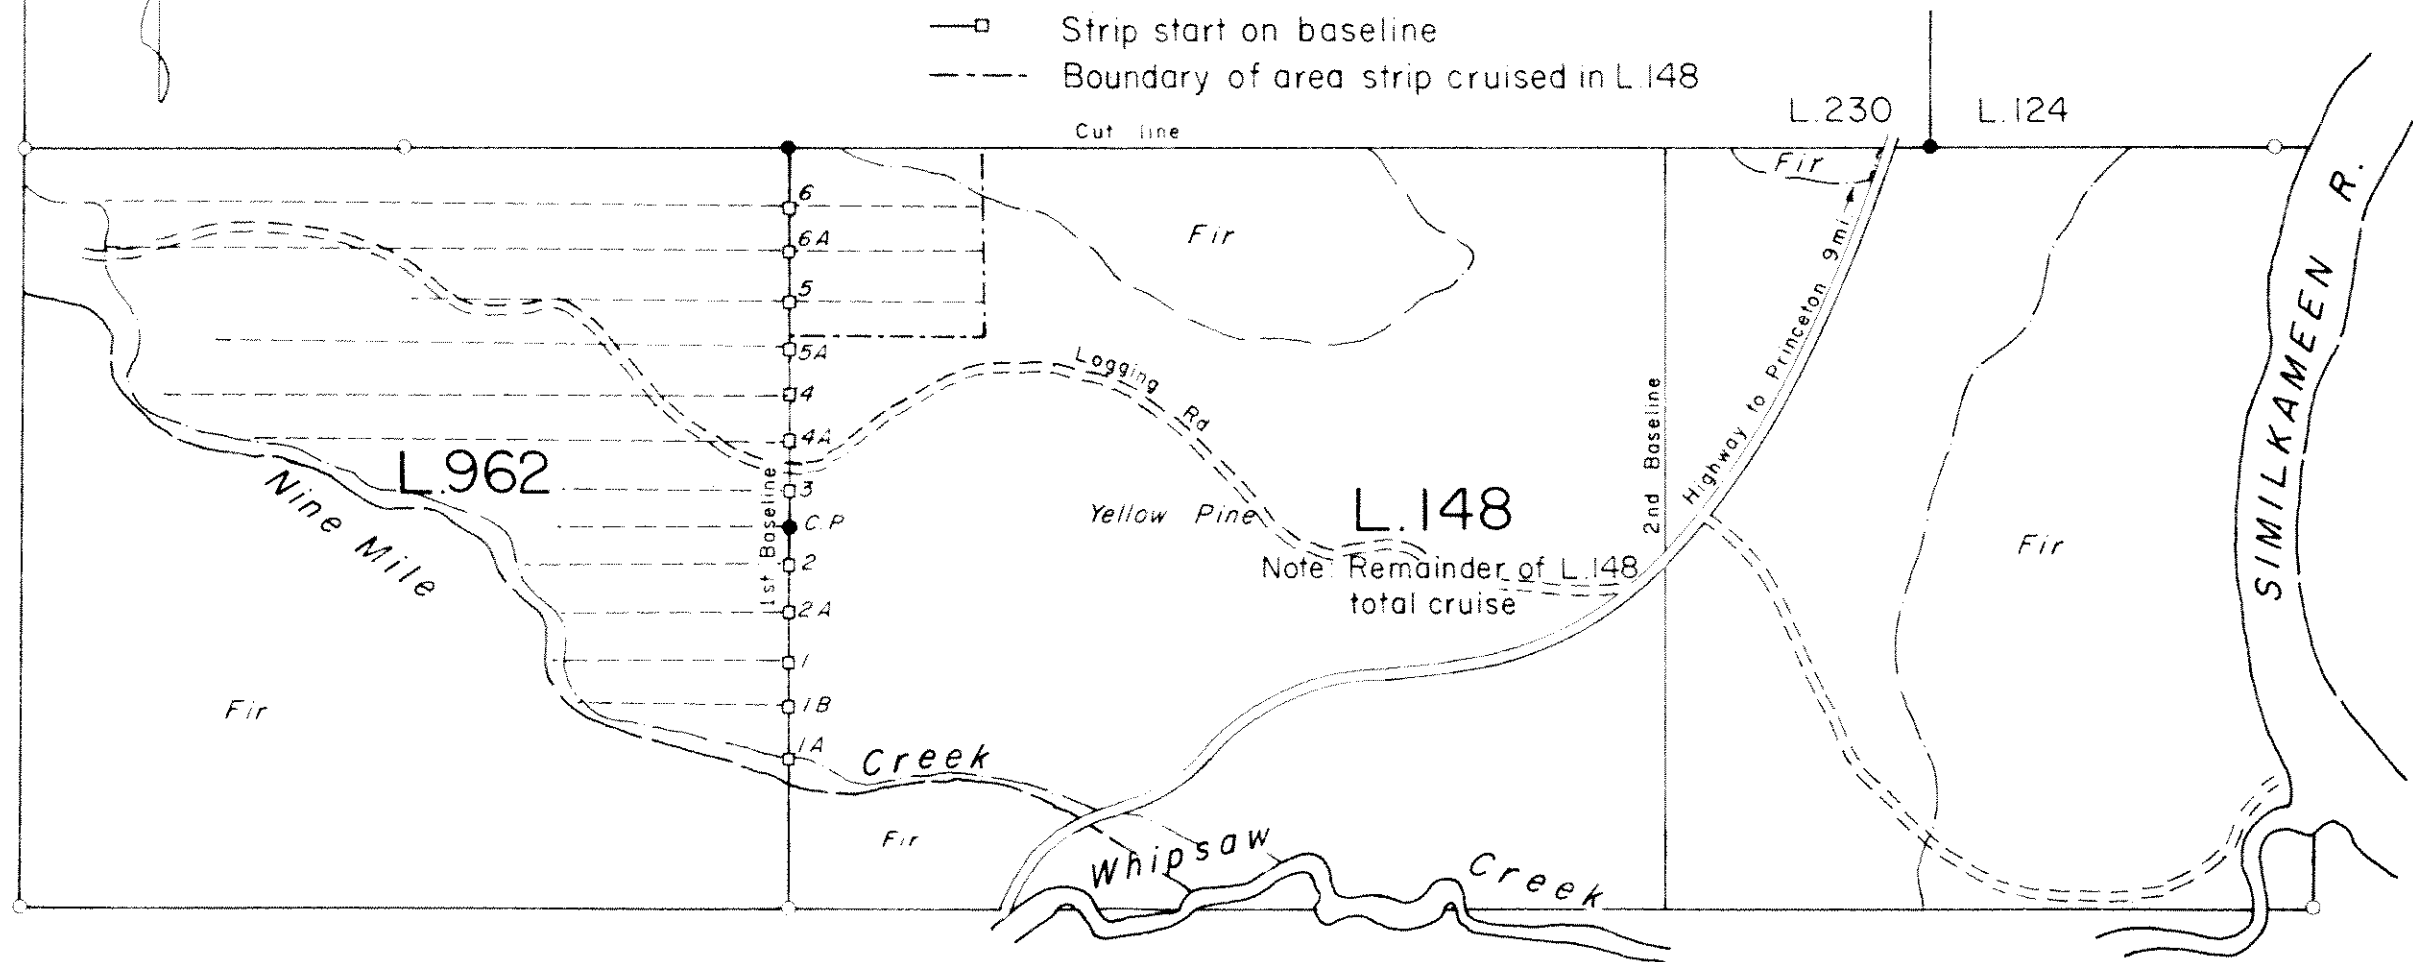 Strip start on baseline
Boundary of area strip cruised in L.148
L.230
L.124
Cut line
Fir
6
6A
5
5A
4
4A
3
C.P
2
2A
1
1B
1A
1st Baseline
2nd Baseline
Fir
Highway to Princeton 9mi.
SIMILKAMEEN R.
Logging Rd
L.962
Nine Mile
Creek
Yellow Pine
L.148
Note: Remainder of L.148
total cruise
Fir
Fir
Fir
Whipsaw
Creek